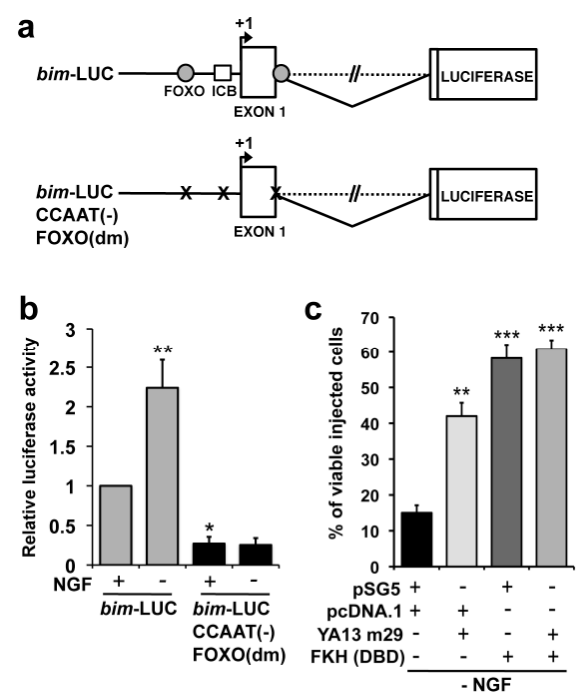 a
+1
bim-LUC
FOXO ICB
EXON 1
LUCIFERASE
+1
bim-LUC
CCAAT(-)
FOXO(dm)
X X X
EXON 1
LUCIFERASE
b
Relative luciferase activity
3
2.5
2
1
0.5
0
**
*
NGF + - + -
bim-LUC
bim-LUC
CCAAT(-)
FOXO(dm)
c
% of viable injected cells
70
60
50
40
30
20
10
0
**
***
***
pSG5 + - + -
pcDNA.1 + + - -
YA13 m29 - + - +
FKH (DBD) - - + +
- NGF